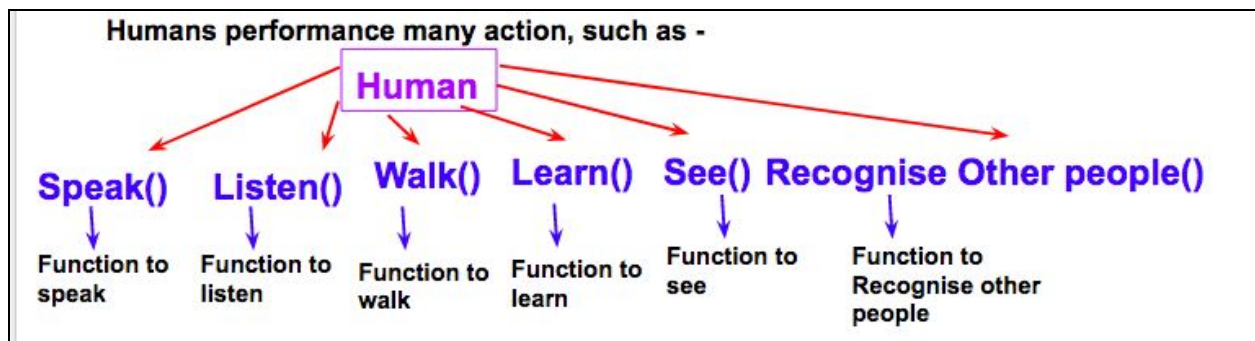 Humans performance many action, such as -
Human
Speak()
Listen()
Walk()
Learn()
See()
Recognise Other people()
Function to
speak
Function to
listen
Function to
walk
Function to
learn
Function to
see
Function to
Recognise other
people